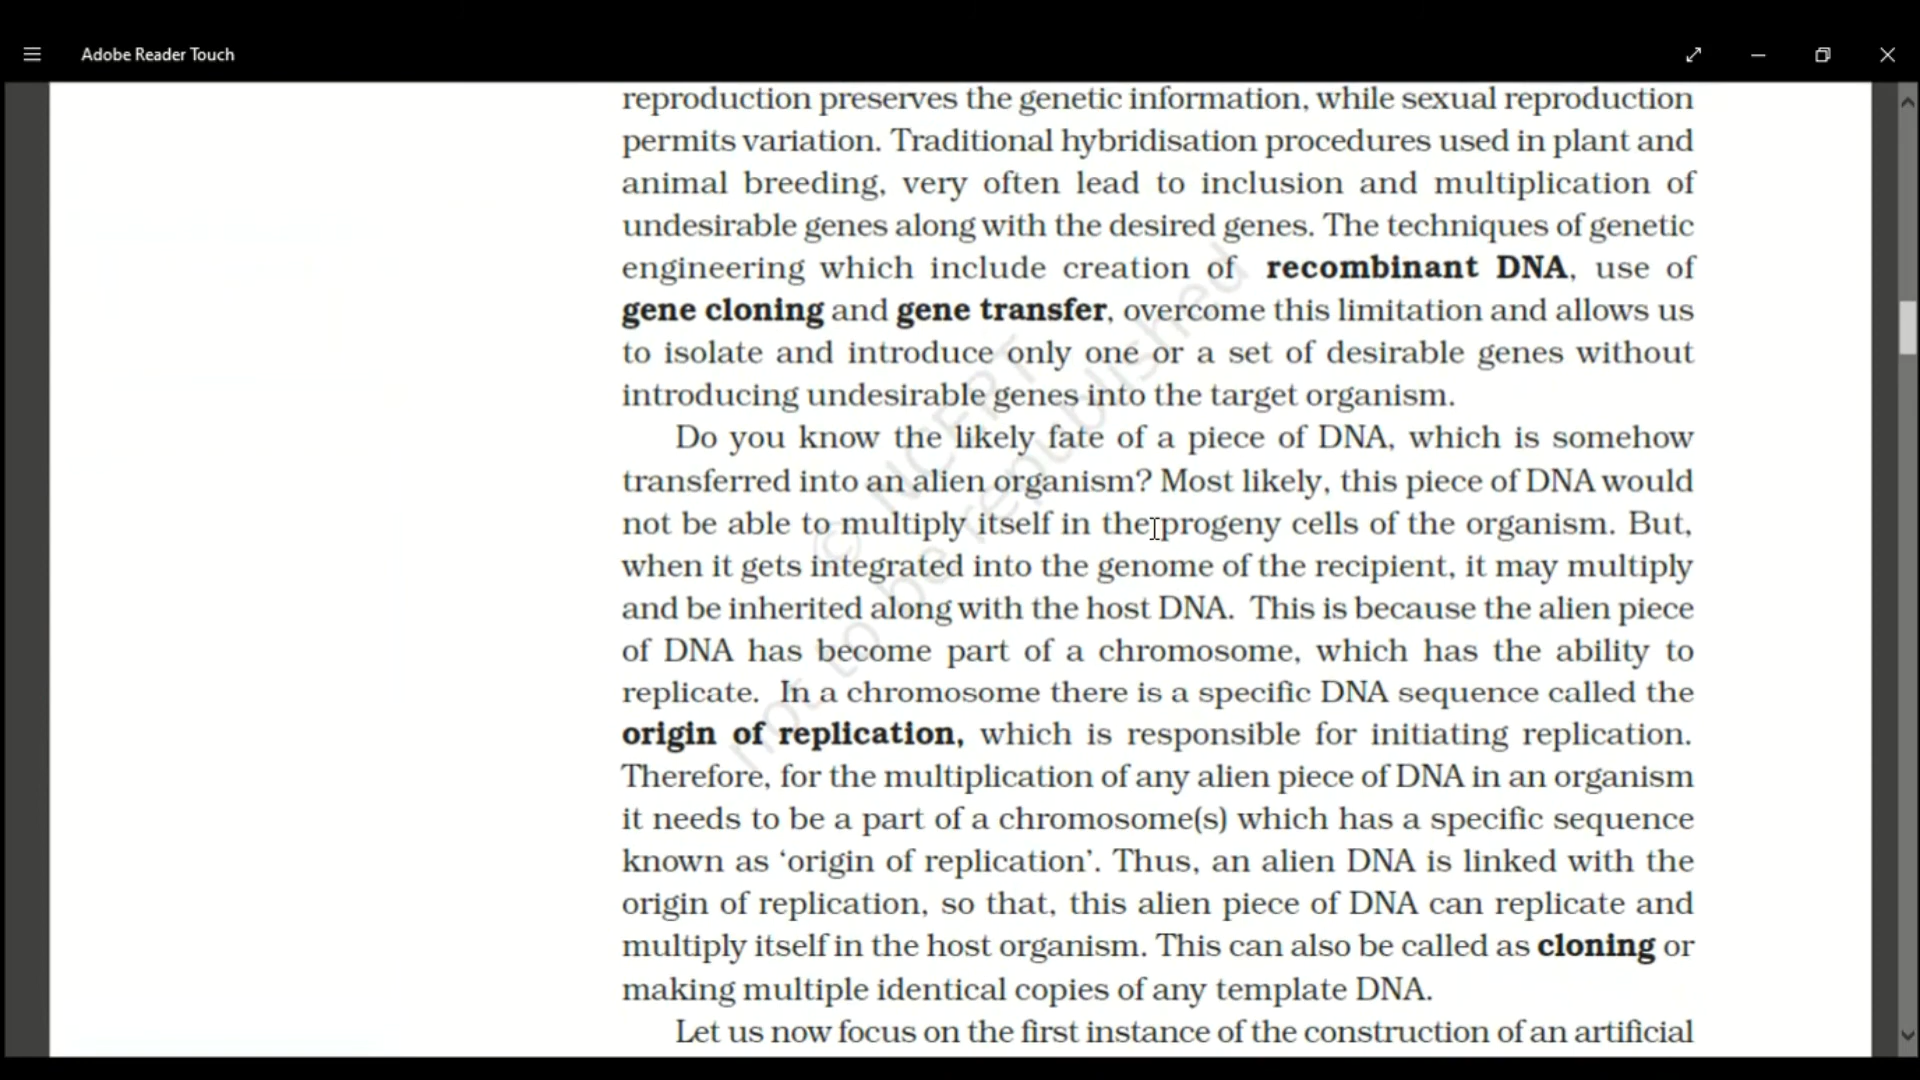 Adobe Reader Touch
reproduction preserves the genetic information, while sexual reproduction
permits variation. Traditional hybridisation procedures used in plant and
animal breeding, very often lead to inclusion and multiplication of
undesirable genes along with the desired genes. The techniques of genetic
engineering which include creation of recombinant DNA, use of
gene cloning and gene transfer, overcome this limitation and allows us
to isolate and introduce only one or a set of desirable genes without
introducing undesirable genes into the target organism.
Do you know the likely fate of a piece of DNA, which is somehow
transferred into an alien organism? Most likely, this piece of DNA would
not be able to multiply itself in the progeny cells of the organism. But,
when it gets integrated into the genome of the recipient, it may multiply
and be inherited along with the host DNA. This is because the alien piece
of DNA has become part of a chromosome, which has the ability to
replicate. In a chromosome there is a specific DNA sequence called the
origin of replication, which is responsible for initiating replication.
Therefore, for the multiplication of any alien piece of DNA in an organism
it needs to be a part of a chromosome(s) which has a specific sequence
known as ‘origin of replication’. Thus, an alien DNA is linked with the
origin of replication, so that, this alien piece of DNA can replicate and
multiply itself in the host organism. This can also be called as cloning or
making multiple identical copies of any template DNA.
Let us now focus on the first instance of the construction of an artificial
© NCERT
not to be republished